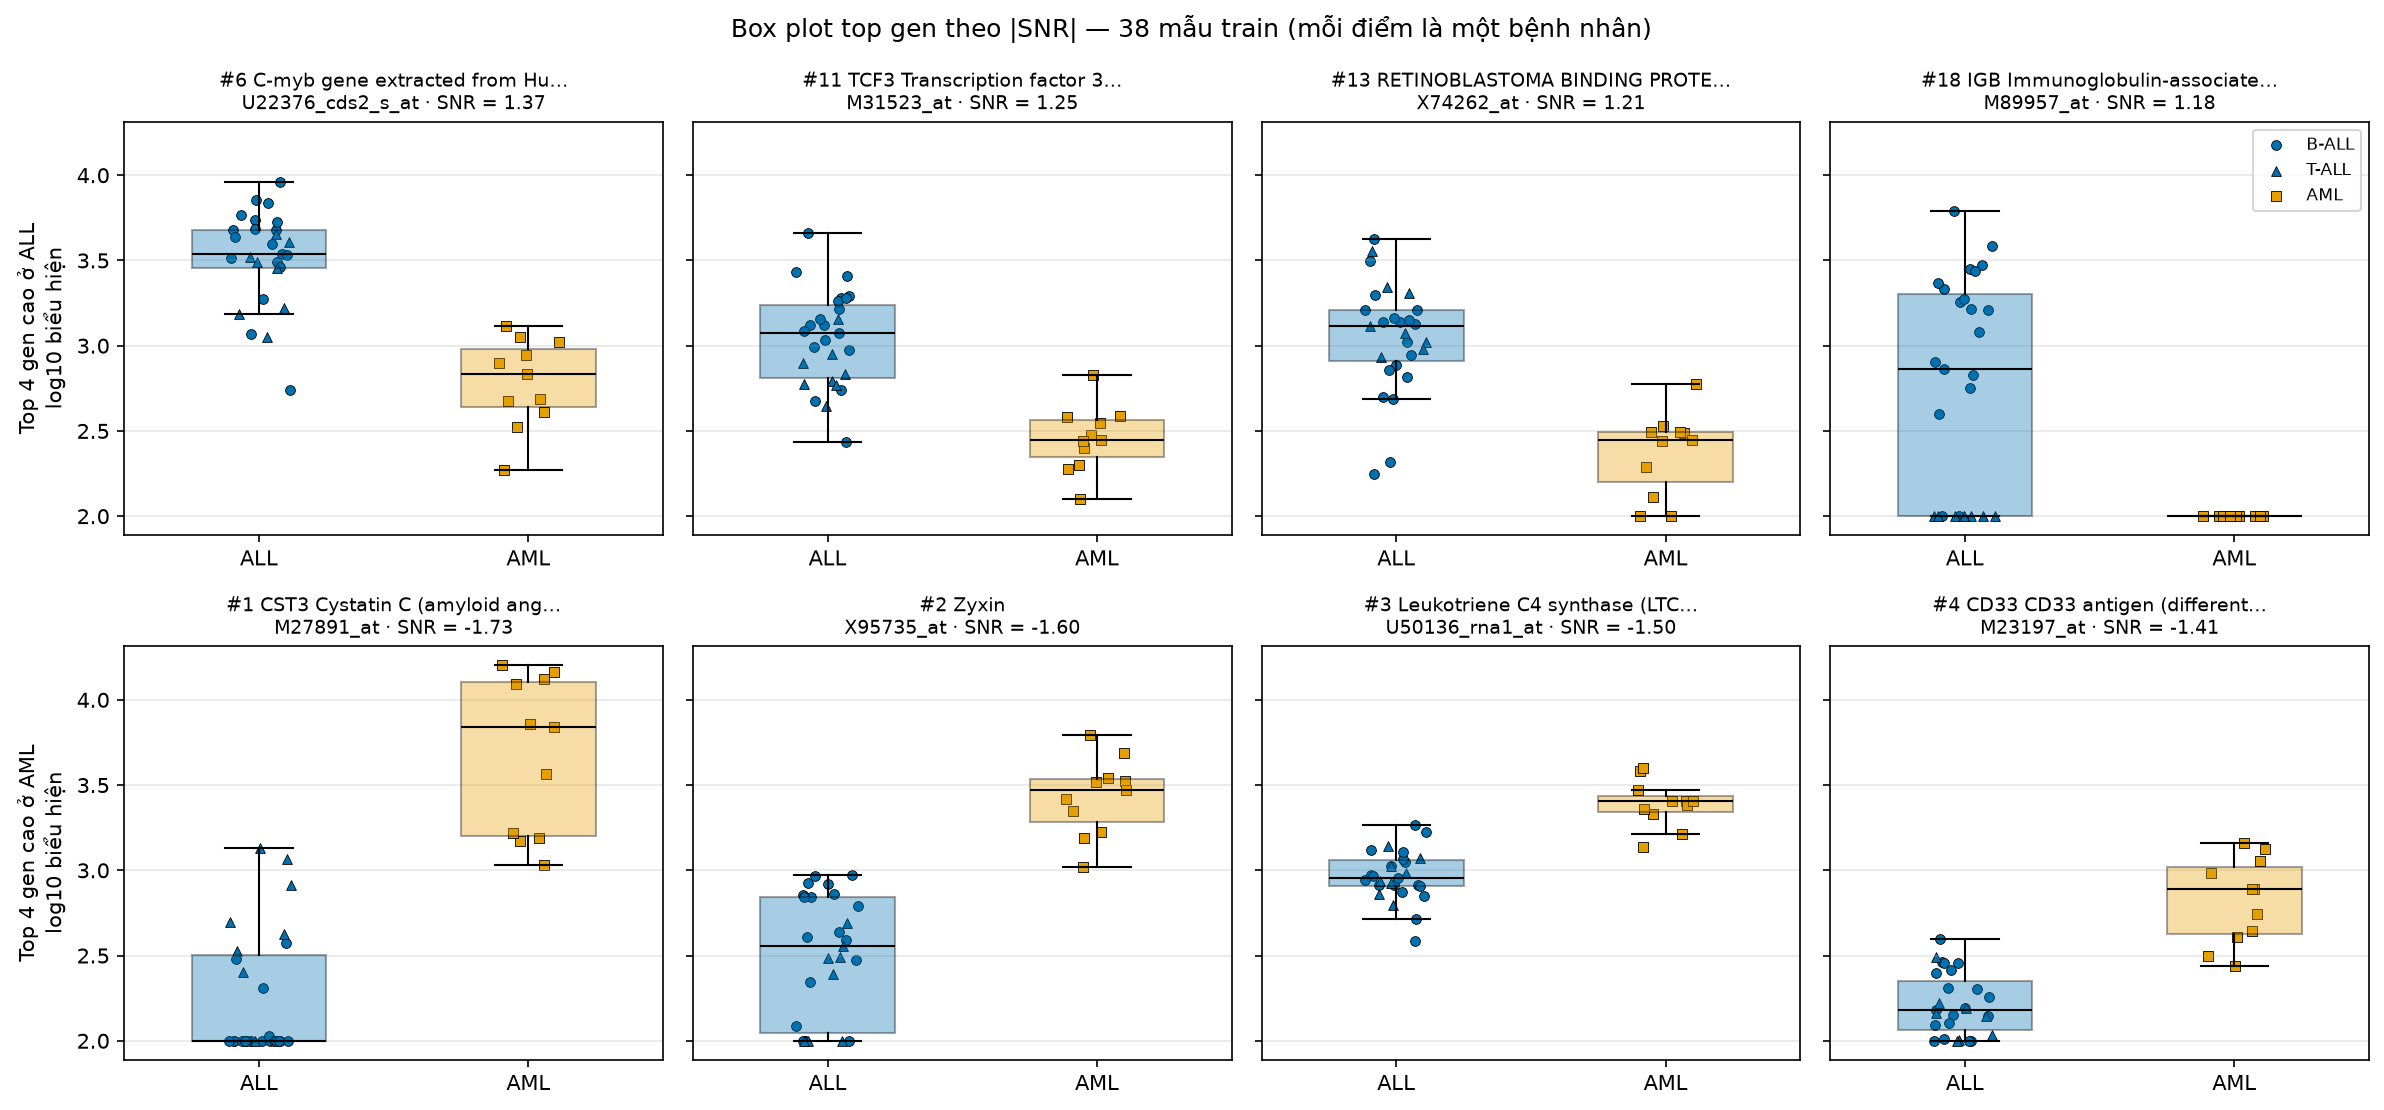 Box plot top gen theo |SNR| — 38 mẫu train (mỗi điểm là một bệnh nhân)
#6 C-myb gene extracted from Hu...
U22376_cds2_s_at · SNR = 1.37
#11 TCF3 Transcription factor 3...
M31523_at · SNR = 1.25
#13 RETINOBLASTOMA BINDING PROTE...
X74262_at · SNR = 1.21
#18 IGB Immunoglobulin-associate...
M89957_at · SNR = 1.18
Top 4 gen cao ở ALL
log10 biểu hiện
4.0
3.5
3.0
2.5
2.0
B-ALL
T-ALL
AML
ALL
AML
ALL
AML
ALL
AML
ALL
AML
#1 CST3 Cystatin C (amyloid ang...
M27891_at · SNR = -1.73
#2 Zyxin
X95735_at · SNR = -1.60
#3 Leukotriene C4 synthase (LTC...
U50136_rna1_at · SNR = -1.50
#4 CD33 CD33 antigen (different...
M23197_at · SNR = -1.41
Top 4 gen cao ở AML
log10 biểu hiện
4.0
3.5
3.0
2.5
2.0
ALL
AML
ALL
AML
ALL
AML
ALL
AML